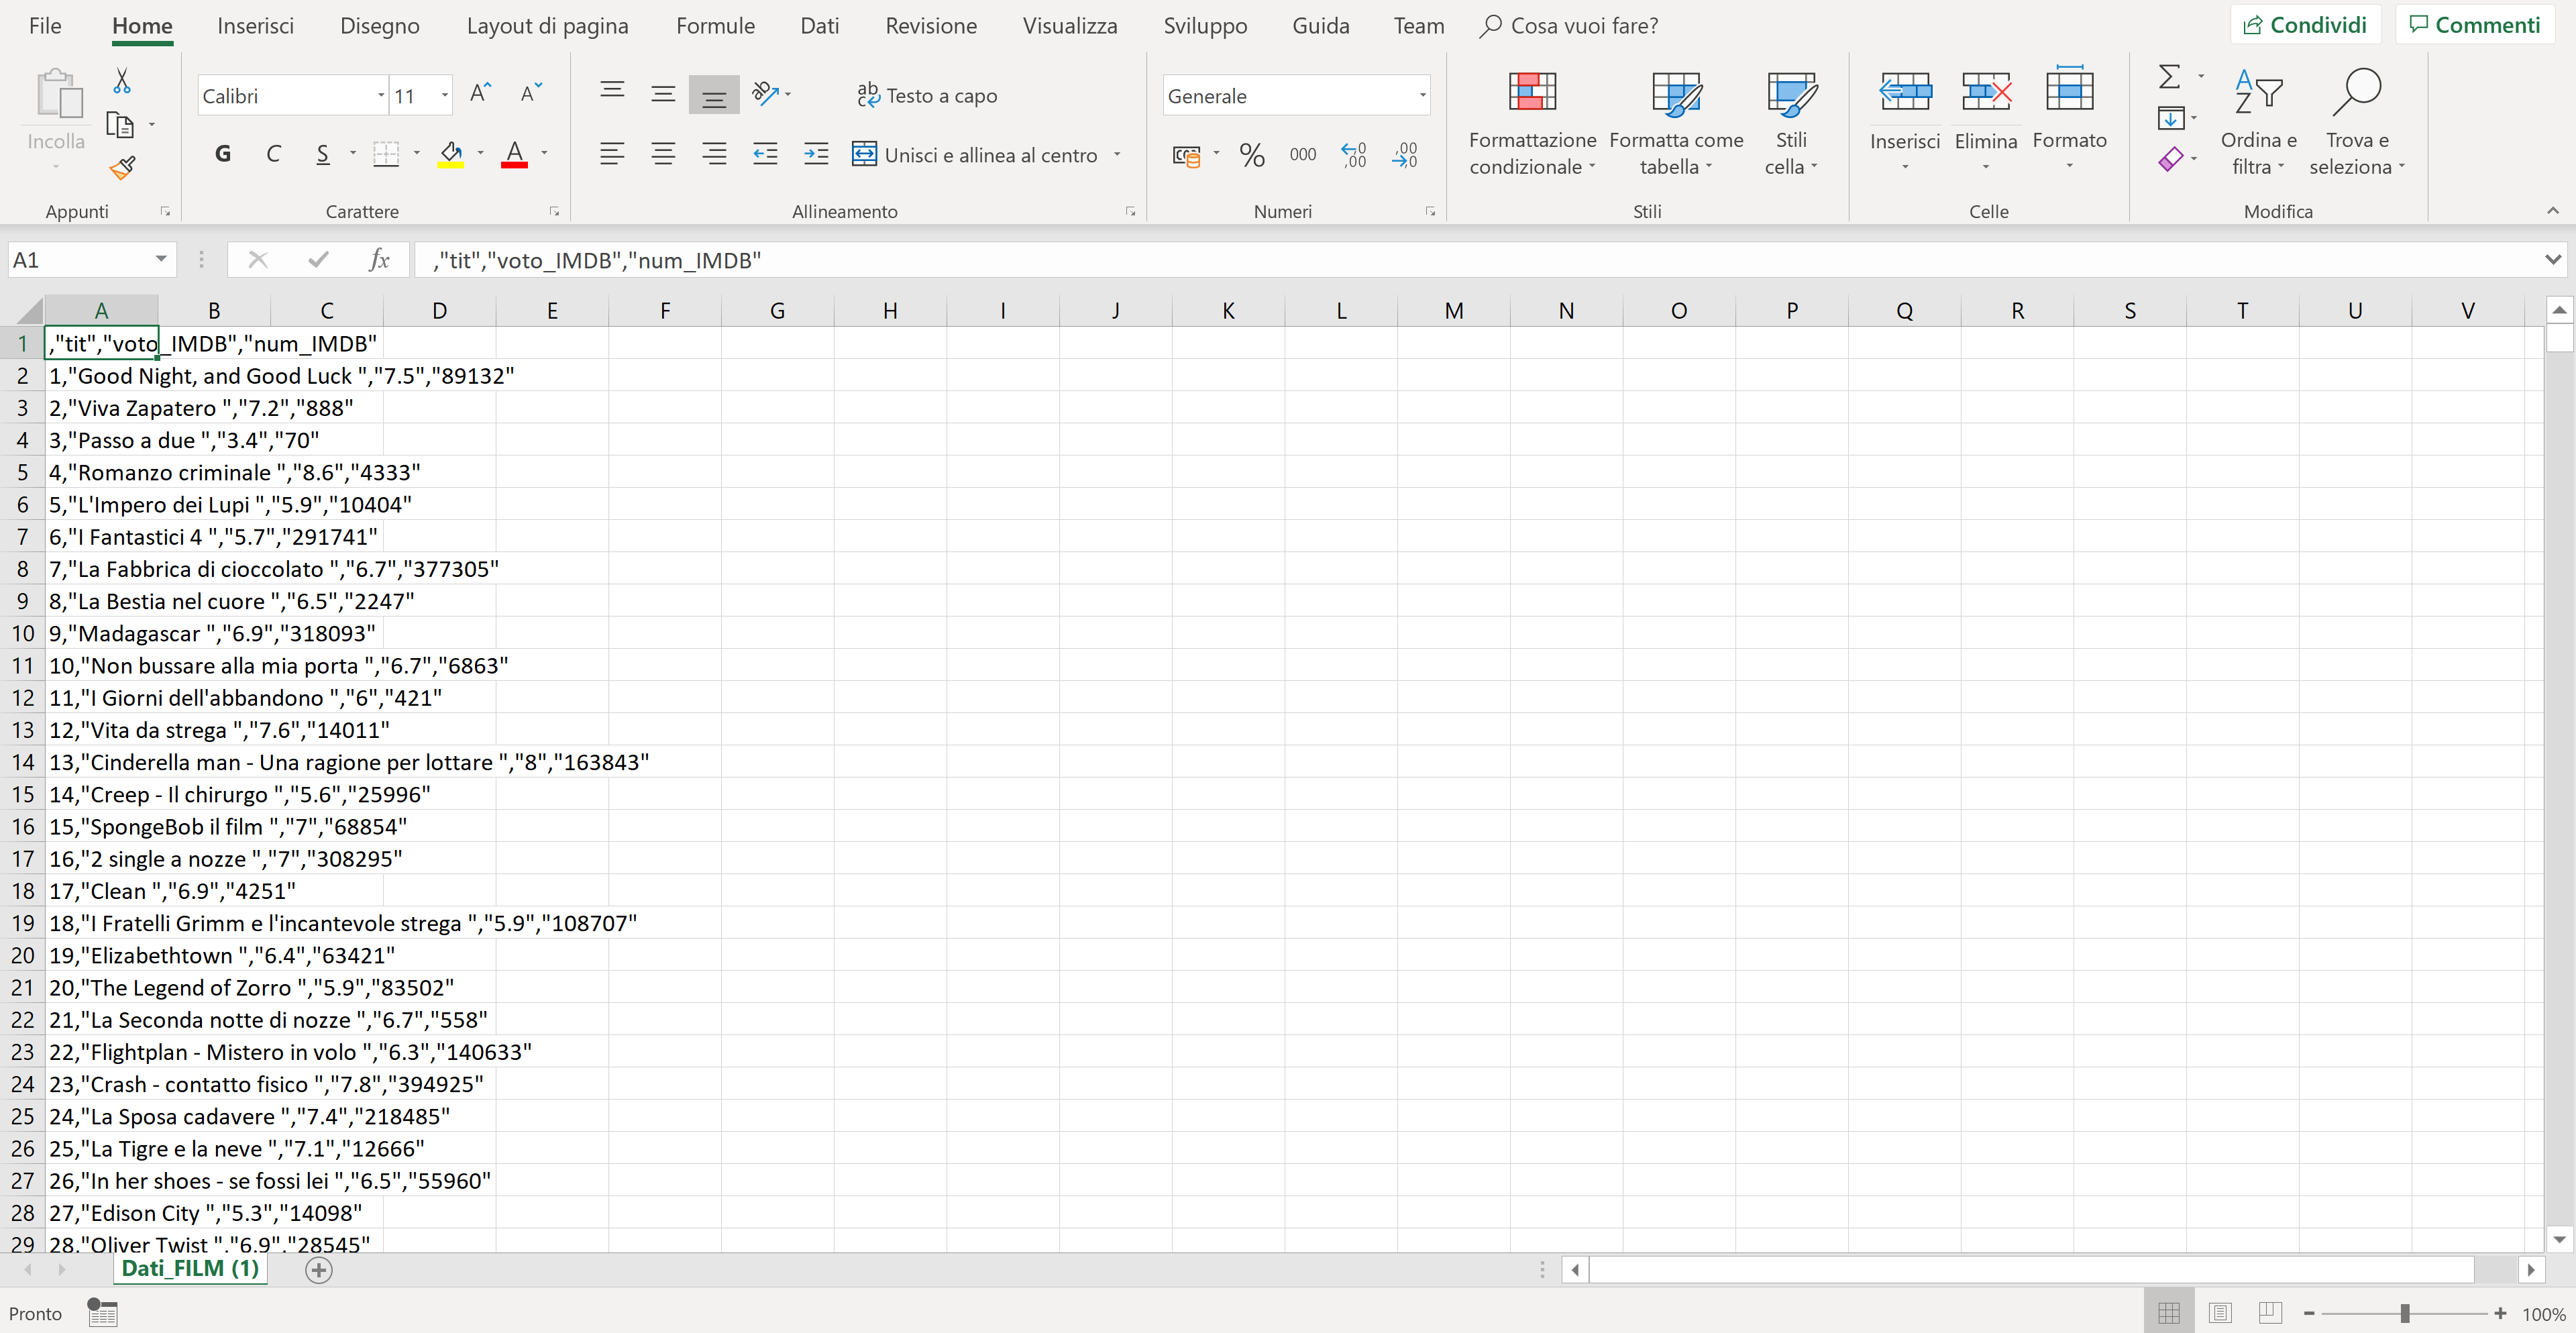 File Home Inserisci Disegno Layout di pagina Formule Dati Revisione Visualizza Sviluppo Guida Team Cosa vuoi fare? Condividi Commenti
Calibri 11 A A ab Testo a capo Generale
Incolla G C S A Unisci e allinea al centro % 000 ,00 ,00
Formattazione condizionale Formatta come tabella Stili cella Inserisci Elimina Formato Ordina e filtra Trova e seleziona
Appunti Carattere Allineamento Numeri Stili Celle Modifica
A1 fx ,"tit","voto_IMDB","num_IMDB"
A B C D E F G H I J K L M N O P Q R S T U V
1 ,"tit","voto_IMDB","num_IMDB"
2 1,"Good Night, and Good Luck ","7.5","89132"
3 2,"Viva Zapatero ","7.2","888"
4 3,"Passo a due ","3.4","70"
5 4,"Romanzo criminale ","8.6","4333"
6 5,"L'Impero dei Lupi ","5.9","10404"
7 6,"I Fantastici 4 ","5.7","291741"
8 7,"La Fabbrica di cioccolato ","6.7","377305"
9 8,"La Bestia nel cuore ","6.5","2247"
10 9,"Madagascar ","6.9","318093"
11 10,"Non bussare alla mia porta ","6.7","6863"
12 11,"I Giorni dell'abbandono ","6","421"
13 12,"Vita da strega ","7.6","14011"
14 13,"Cinderella man - Una ragione per lottare ","8","163843"
15 14,"Creep - Il chirurgo ","5.6","25996"
16 15,"SpongeBob il film ","7","68854"
17 16,"2 single a nozze ","7","308295"
18 17,"Clean ","6.9","4251"
19 18,"I Fratelli Grimm e l'incantevole strega ","5.9","108707"
20 19,"Elizabethtown ","6.4","63421"
21 20,"The Legend of Zorro ","5.9","83502"
22 21,"La Seconda notte di nozze ","6.7","558"
23 22,"Flightplan - Mistero in volo ","6.3","140633"
24 23,"Crash - contatto fisico ","7.8","394925"
25 24,"La Sposa cadavere ","7.4","218485"
26 25,"La Tigre e la neve ","7.1","12666"
27 26,"In her shoes - se fossi lei ","6.5","55960"
28 27,"Edison City ","5.3","14098"
29 28,"Oliver Twist ","6.9","28545"
Dati_FILM (1)
Pronto 100%